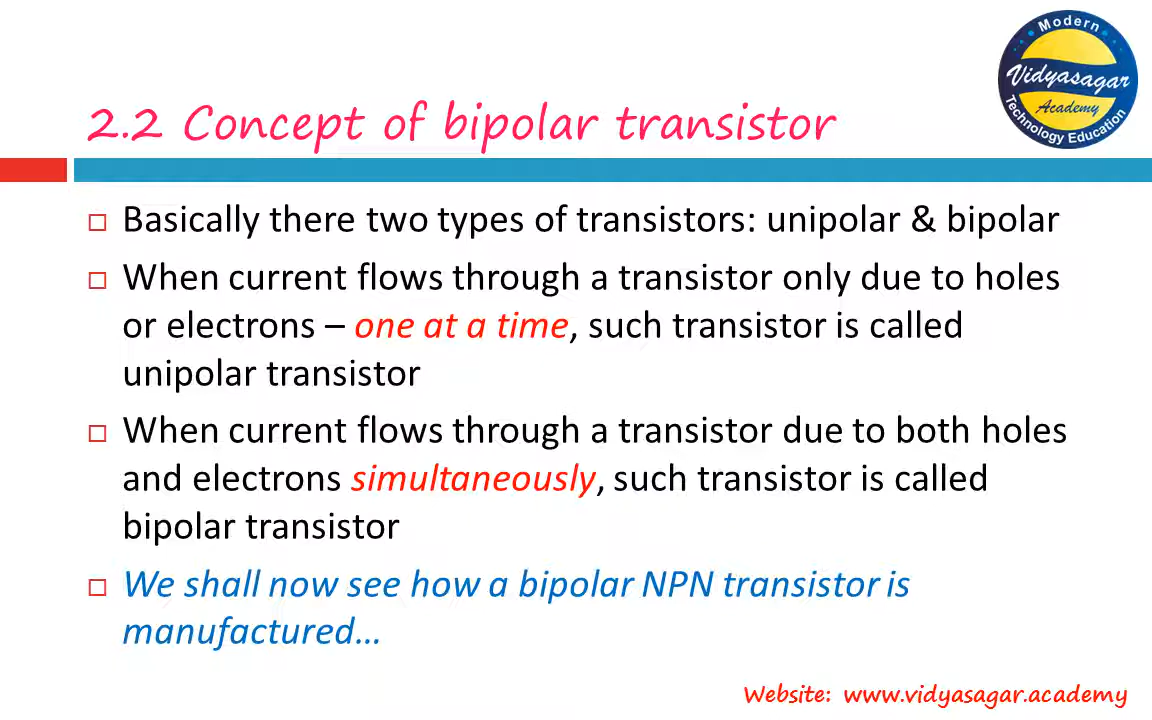 Modern
Vidyasagar
Academy
Technology Education
2.2 Concept of bipolar transistor
Basically there two types of transistors: unipolar & bipolar
When current flows through a transistor only due to holes
or electrons – one at a time, such transistor is called
unipolar transistor
When current flows through a transistor due to both holes
and electrons simultaneously, such transistor is called
bipolar transistor
We shall now see how a bipolar NPN transistor is
manufactured...
Website: www.vidyasagar.academy